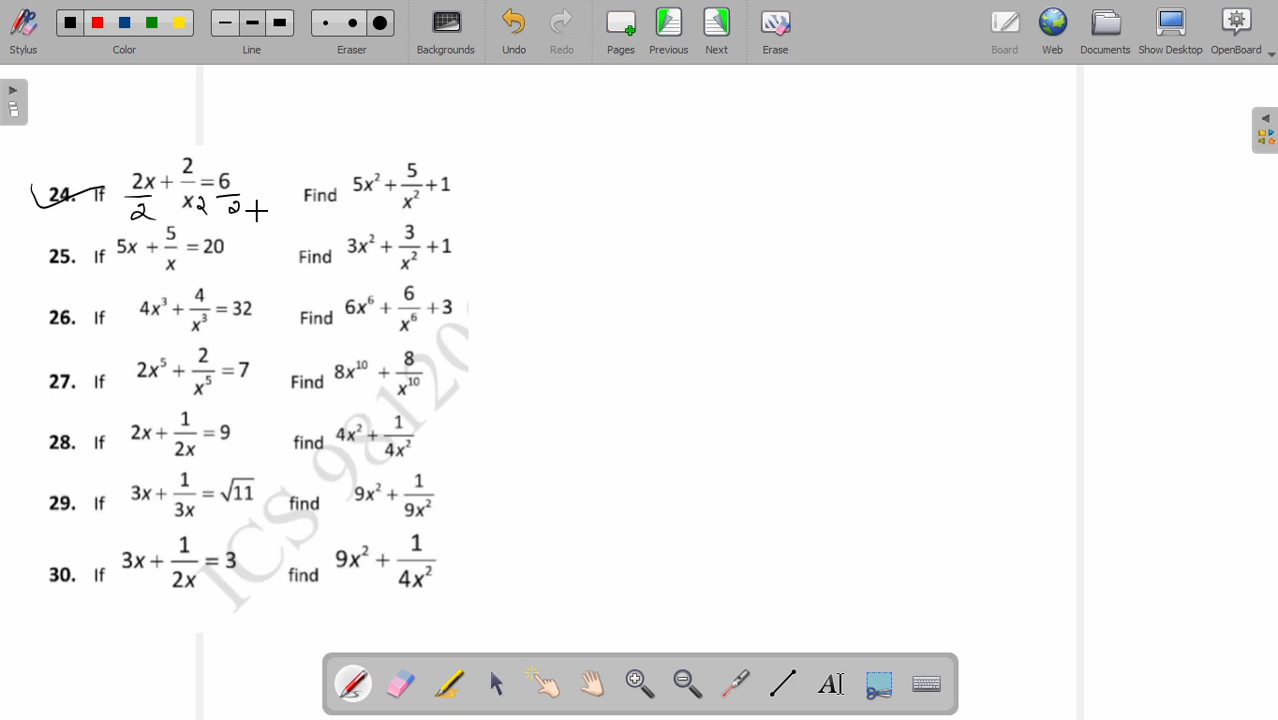 Stylus Color Line Eraser Backgrounds Undo Redo Pages Previous Next Erase Board Web Documents Show Desktop OpenBoard
24. If 2x + 2/x = 6 Find 5x² + 5/x² + 1
2 2 2 +
25. If 5x + 5/x = 20 Find 3x² + 3/x² + 1
26. If 4x³ + 4/x³ = 32 Find 6x⁶ + 6/x⁶ + 3
27. If 2x⁵ + 2/x⁵ = 7 Find 8x¹⁰ + 8/x¹⁰
28. If 2x + 1/2x = 9 find 4x² + 1/4x²
29. If 3x + 1/3x = √11 find 9x² + 1/9x²
30. If 3x + 1/2x = 3 find 9x² + 1/4x²
ICS 98120